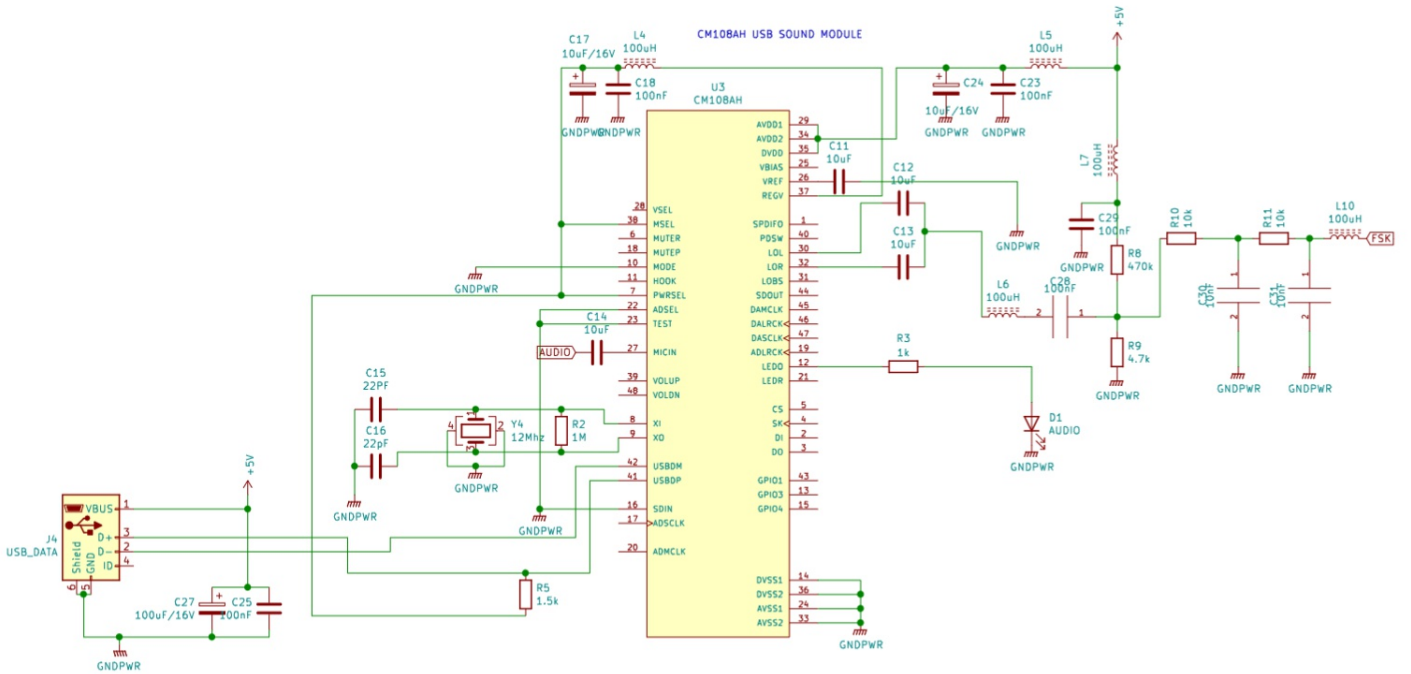 CM108AH USB SOUND MODULE
+5V
C17
10uF/16V
L4
100uH
L5
100uH
C18
100nF
C24
10uF/16V
C23
100nF
GNDPWR
GNDPWR
GNDPWR
GNDPWR
U3
CM108AH
AVDD1 29
AVDD2 34
DVDD 35
VBIAS 25
VREF 26
REGV 37
C11
10uF
C12
10uF
C13
10uF
GNDPWR
L7
100uH
C29
100nF
GNDPWR
R8
470k
R10
10k
R11
10k
L10
100uH
FSK
28 VSEL
38 MSEL
6 MUTER
18 MUTEP
10 MODE
11 HOOK
7 PWRSEL
22 ADSEL
23 TEST
27 MICIN
39 VOLUP
48 VOLDN
8 XI
9 XO
42 USBDM
41 USBDP
16 SDIN
17 ADSCLK
20 ADMCLK
SPDIFO 1
PDSW 40
LOL 30
LOR 32
LOBS 31
SDOUT 44
DAMCLK 45
DALRCK 46
DASCLK 47
ADLRCK 19
LEDO 12
LEDR 21
CS 5
SK 4
DI 2
DO 3
GPIO1 43
GPIO3 13
GPIO4 15
DVSS1 14
DVSS2 36
AVSS1 24
AVSS2 33
GNDPWR
GNDPWR
L6
100uH
C28
100nF
2
1
R9
4.7k
GNDPWR
1
C30
10nF
2
GNDPWR
1
C31
10nF
2
GNDPWR
R3
1k
D1
AUDIO
GNDPWR
C14
10uF
AUDIO
C15
22PF
C16
22pF
1
4
2
3
Y4
12Mhz
R2
1M
GNDPWR
GNDPWR
GNDPWR
+5V
J4
USB_DATA
VBUS 1
D+ 3
D- 2
ID 4
Shield
GND
6
5
R5
1.5k
C27
100uF/16V
C25
100nF
GNDPWR